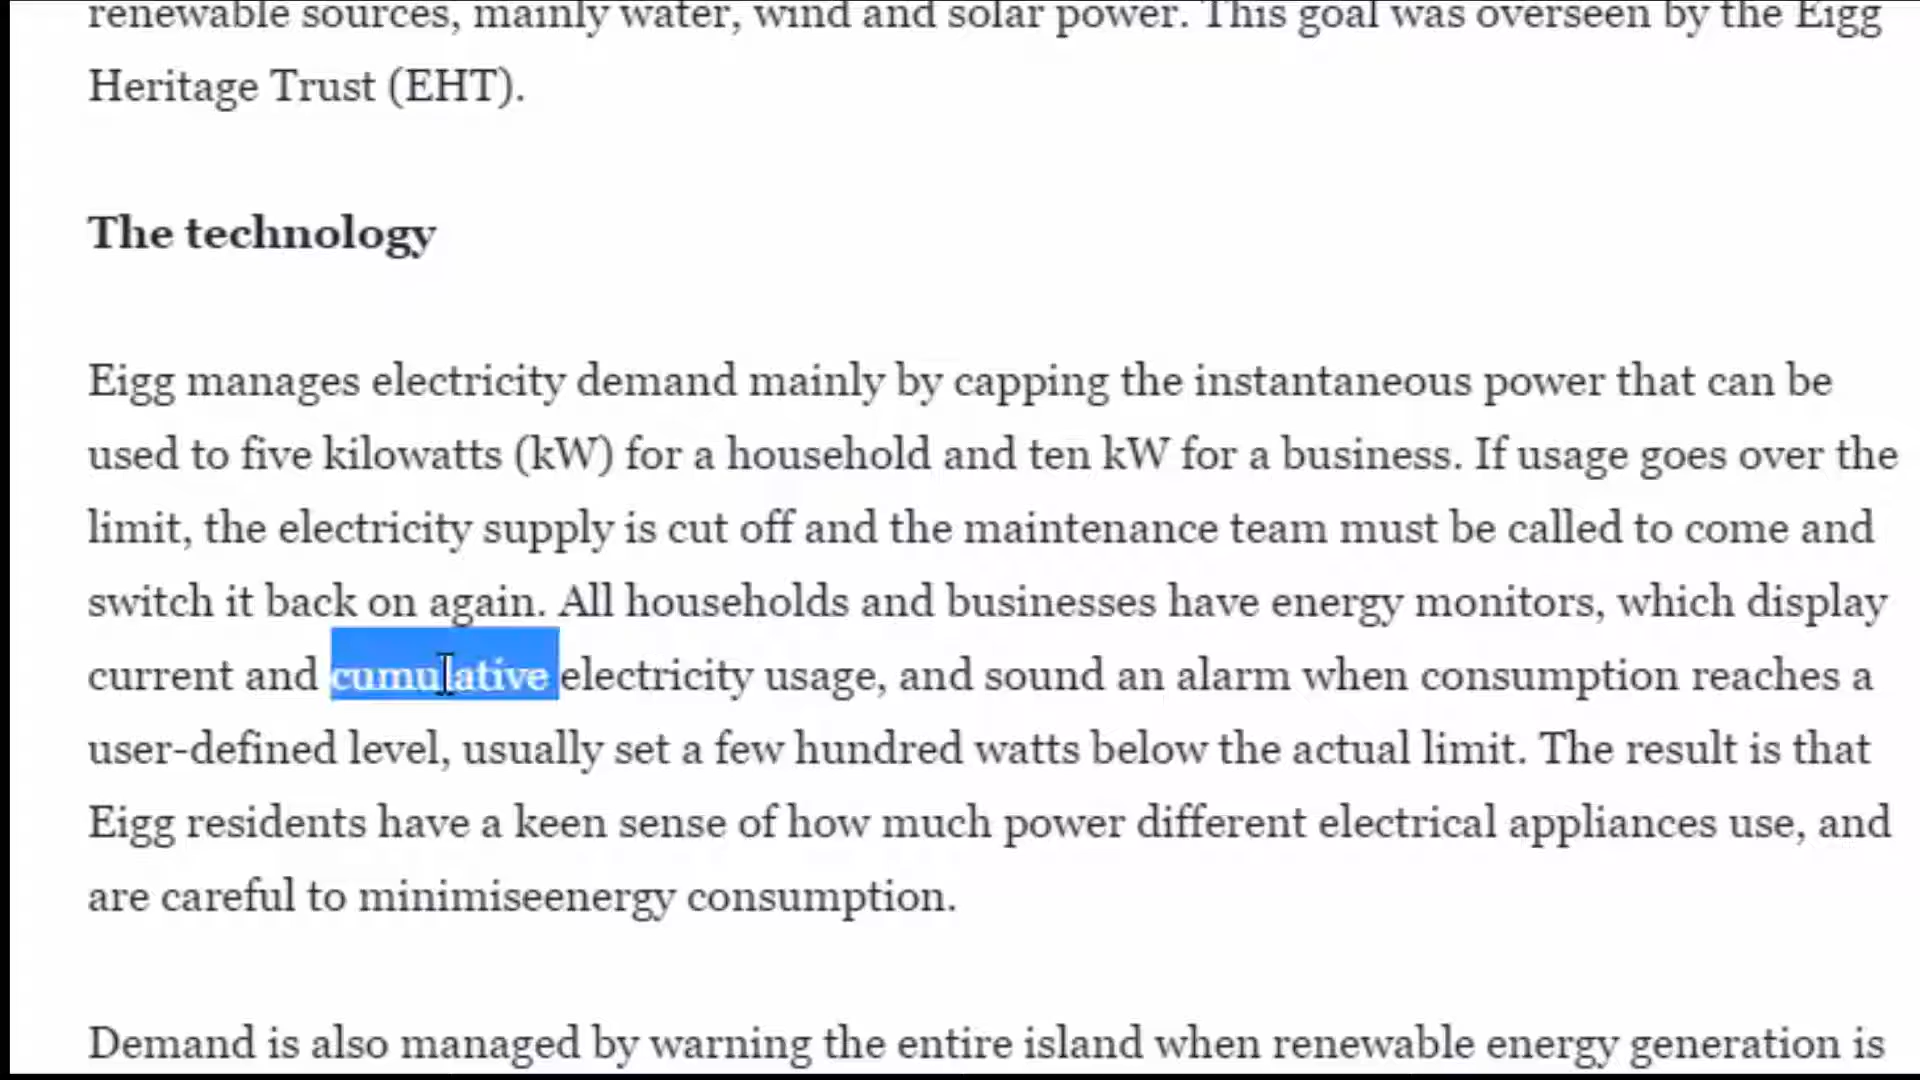 renewable sources, mainly water, wind and solar power. This goal was overseen by the Eigg
Heritage Trust (EHT).
The technology
Eigg manages electricity demand mainly by capping the instantaneous power that can be
used to five kilowatts (kW) for a household and ten kW for a business. If usage goes over the
limit, the electricity supply is cut off and the maintenance team must be called to come and
switch it back on again. All households and businesses have energy monitors, which display
current and cumulative electricity usage, and sound an alarm when consumption reaches a
user-defined level, usually set a few hundred watts below the actual limit. The result is that
Eigg residents have a keen sense of how much power different electrical appliances use, and
are careful to minimiseenergy consumption.
Demand is also managed by warning the entire island when renewable energy generation is